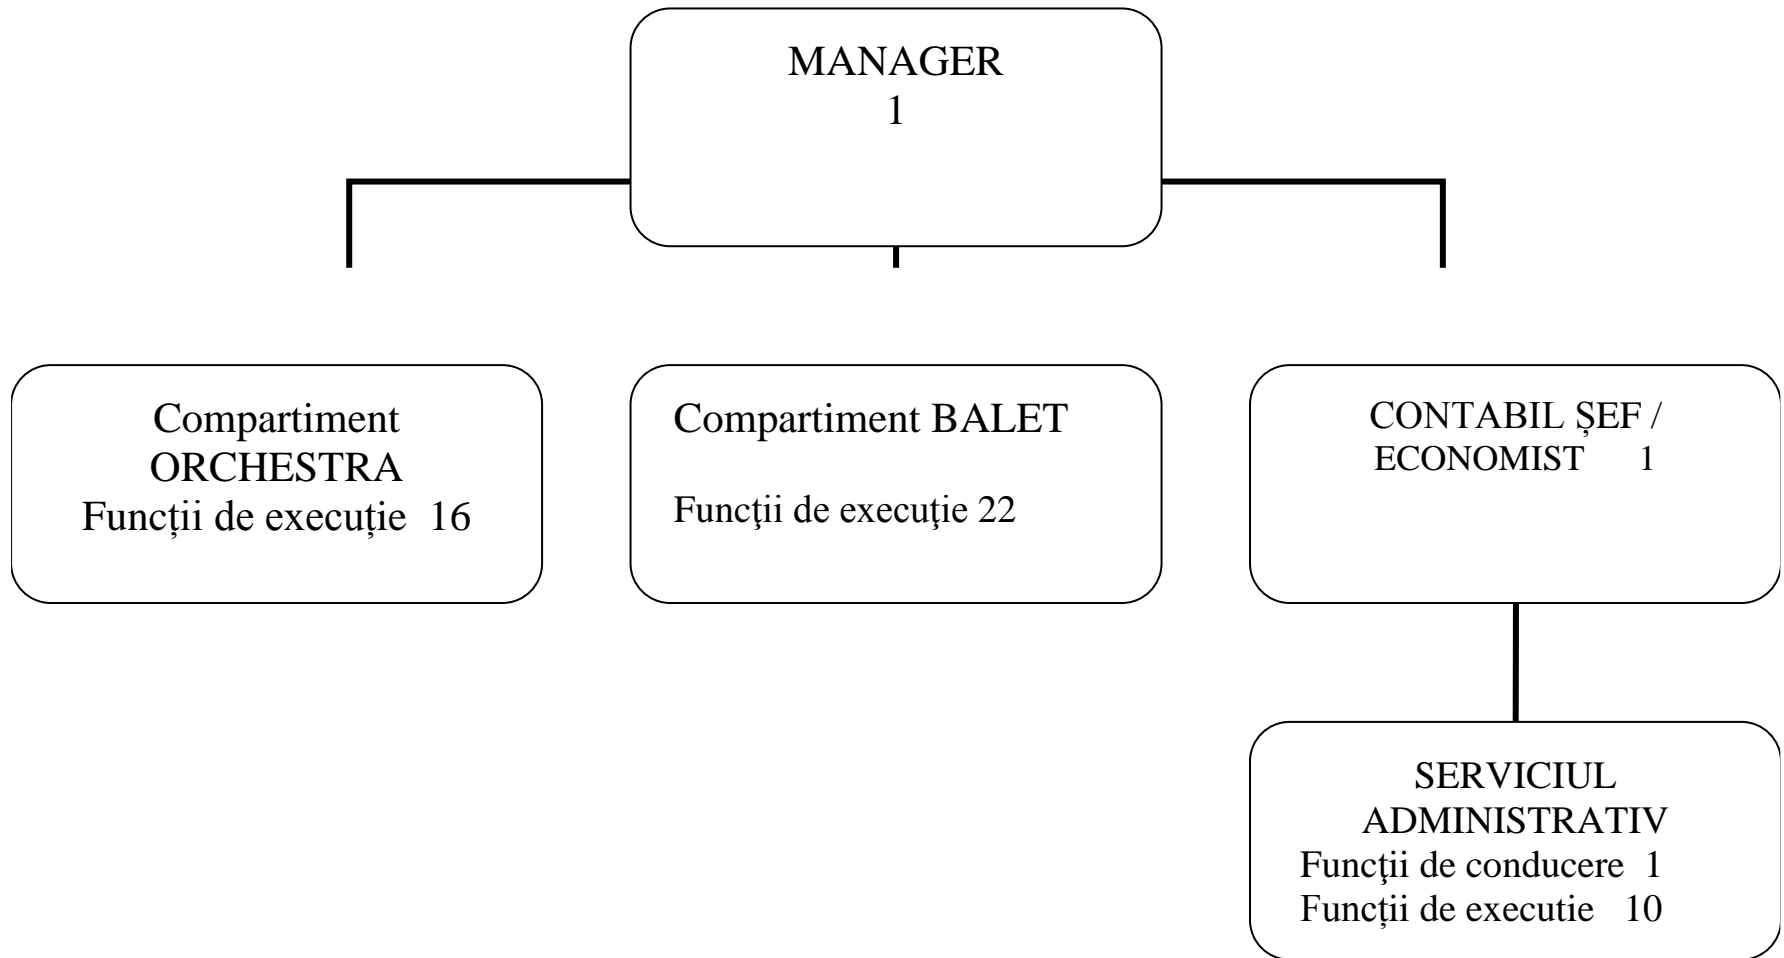 MANAGER
1
Compartiment
ORCHESTRA
Funcții de execuție 16
Compartiment BALET
Funcţii de execuţie 22
CONTABIL ȘEF /
ECONOMIST 1
SERVICIUL
ADMINISTRATIV
Funcţii de conducere 1
Funcții de executie 10